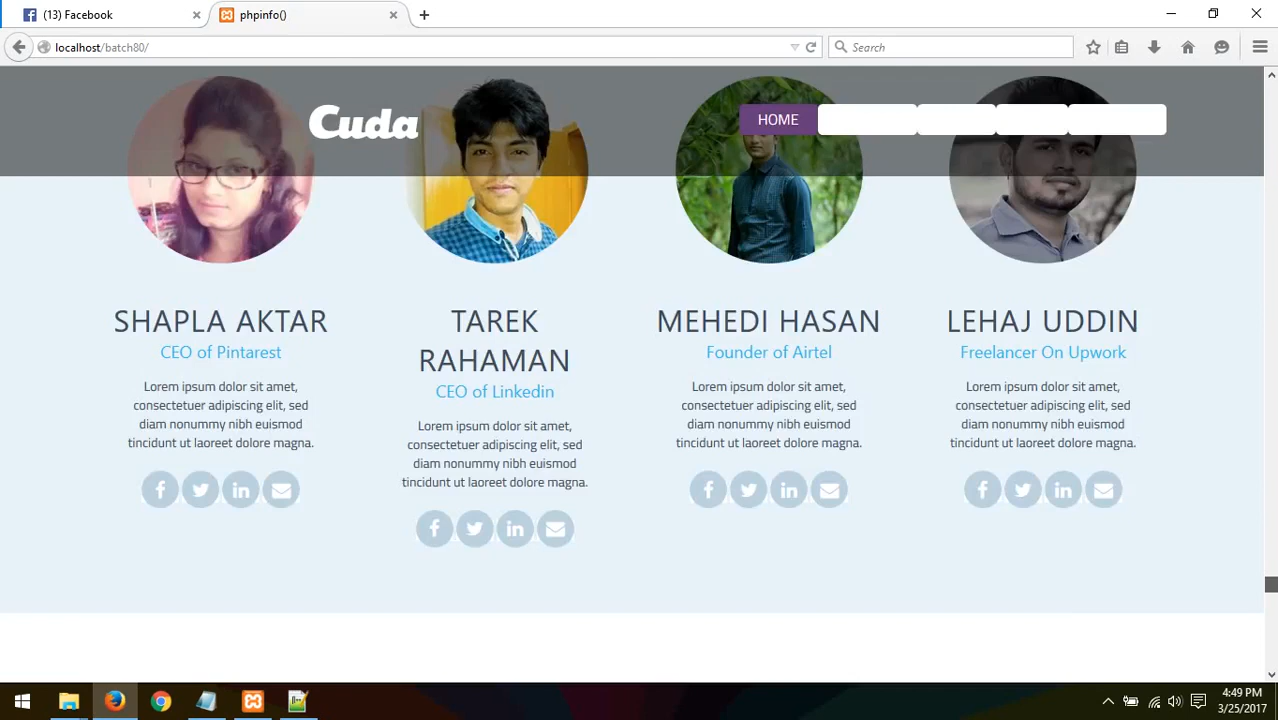 (13) Facebook
phpinfo()
localhost/batch80/
Search
Cuda
HOME
SHAPLA AKTAR
CEO of Pintarest
Lorem ipsum dolor sit amet,
consectetuer adipiscing elit, sed
diam nonummy nibh euismod
tincidunt ut laoreet dolore magna.
TAREK
RAHAMAN
CEO of Linkedin
Lorem ipsum dolor sit amet,
consectetuer adipiscing elit, sed
diam nonummy nibh euismod
tincidunt ut laoreet dolore magna.
MEHEDI HASAN
Founder of Airtel
Lorem ipsum dolor sit amet,
consectetuer adipiscing elit, sed
diam nonummy nibh euismod
tincidunt ut laoreet dolore magna.
LEHAJ UDDIN
Freelancer On Upwork
Lorem ipsum dolor sit amet,
consectetuer adipiscing elit, sed
diam nonummy nibh euismod
tincidunt ut laoreet dolore magna.
4:49 PM
3/25/2017